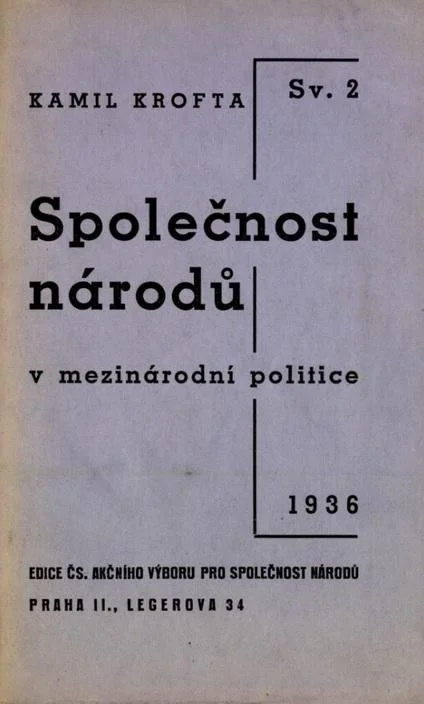 KAMIL KROFTA
Sv. 2
Společnost
národů
v mezinárodní politice
1936
EDICE ČS. AKČNÍHO VÝBORU PRO SPOLEČNOST NÁRODŮ
PRAHA II., LEGEROVA 34